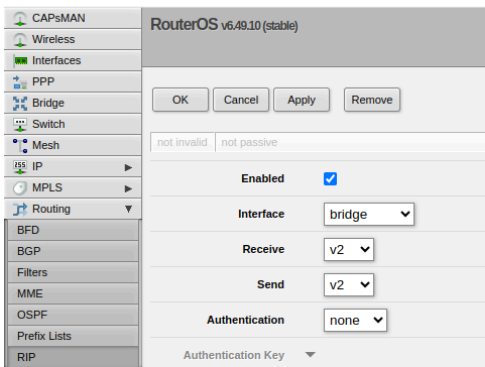 CAPsMAN
Wireless
Interfaces
PPP
Bridge
Switch
Mesh
IP
MPLS
Routing
BFD
BGP
Filters
MME
OSPF
Prefix Lists
RIP
RouterOS v6.49.10 (stable)
OK Cancel Apply Remove
not invalid not passive
Enabled
Interface bridge
Receive v2
Send v2
Authentication none
Authentication Key